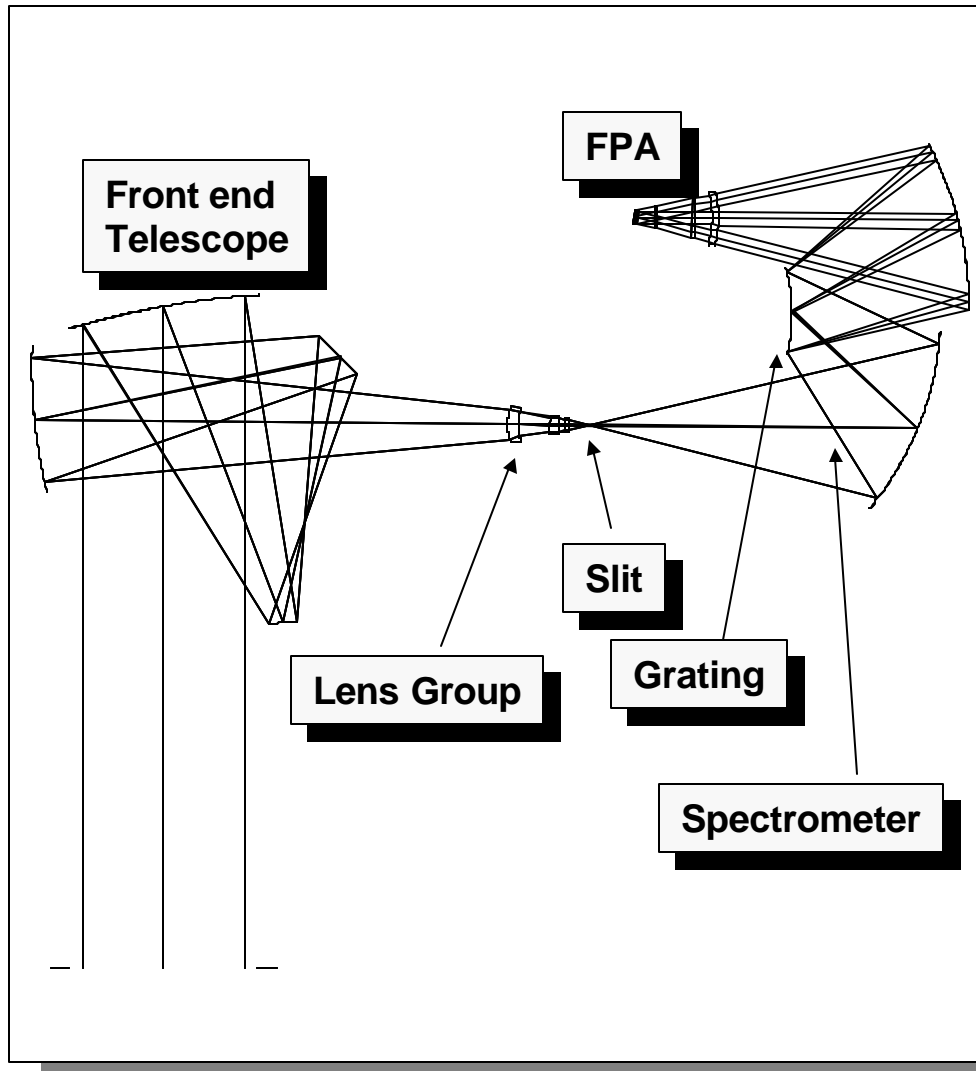 FPA
Front end
Telescope
Slit
Lens Group
Grating
Spectrometer